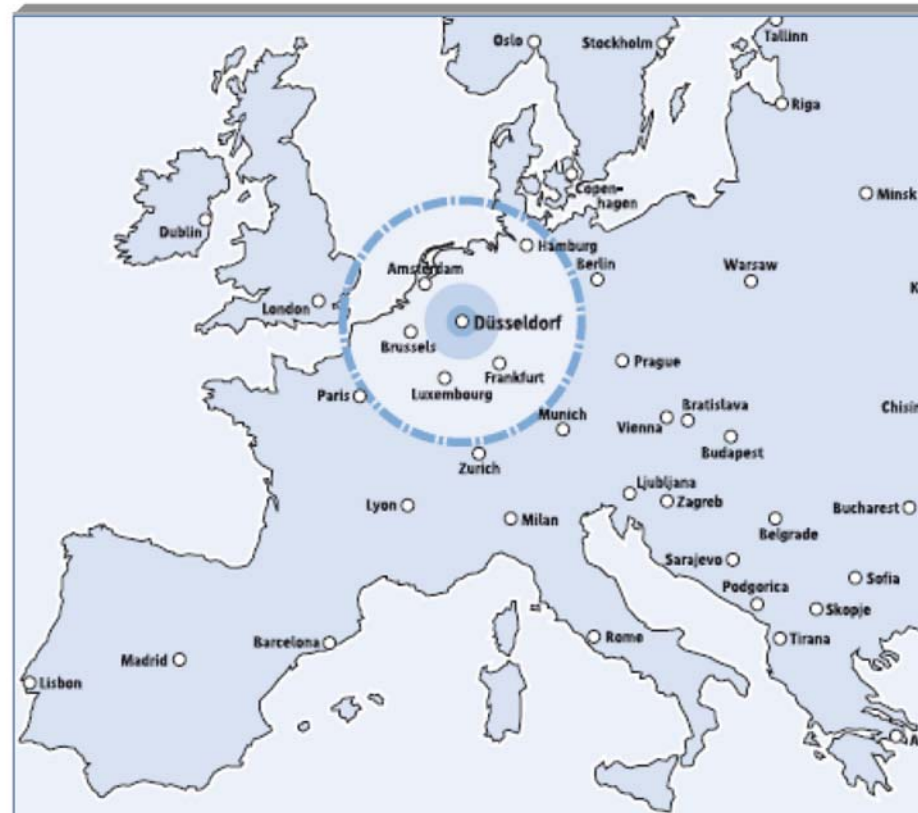 Oslo
Stockholm
Tallinn
Riga
Copen-
hagen
Minsk
Dublin
Hamburg
Berlin
Warsaw
Amsterdam
London
Düsseldorf
Brussels
Prague
Frankfurt
Luxembourg
Paris
Munich
Bratislava
Vienna
Chisin
Budapest
Zurich
Ljubljana
Zagreb
Lyon
Milan
Bucharest
Belgrade
Sarajevo
Sofia
Podgorica
Skopje
Barcelona
Rome
Tirana
Madrid
Lisbon